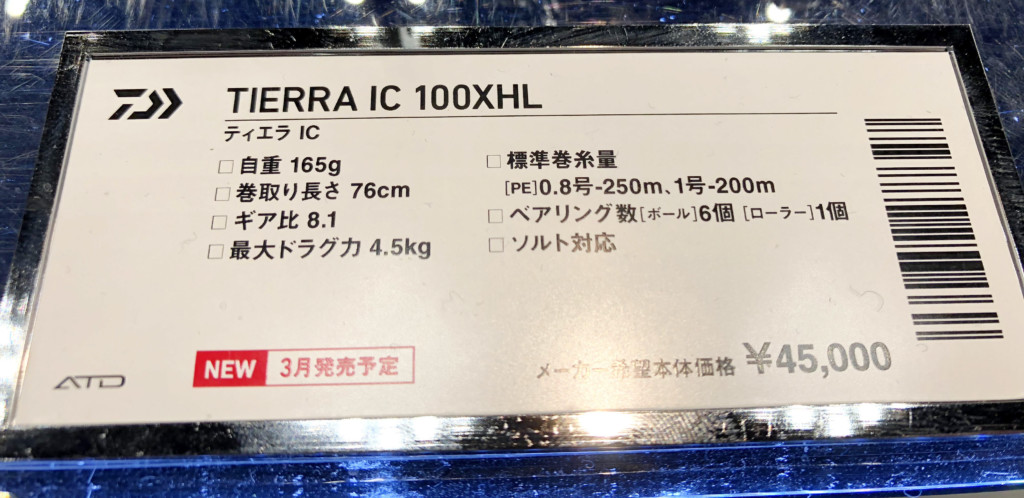 TIERRA IC 100XHL
ティエラ IC
□ 自重 165g
□ 巻取り長さ 76cm
□ ギア比 8.1
□ 最大ドラグ力 4.5kg
□ 標準巻糸量
[PE]0.8号-250m、1号-200m
□ ベアリング数[ボール]6個 [ローラー]1個
□ ソルト対応
ATD
NEW 3月発売予定
メーカー希望本体価格 ¥45,000